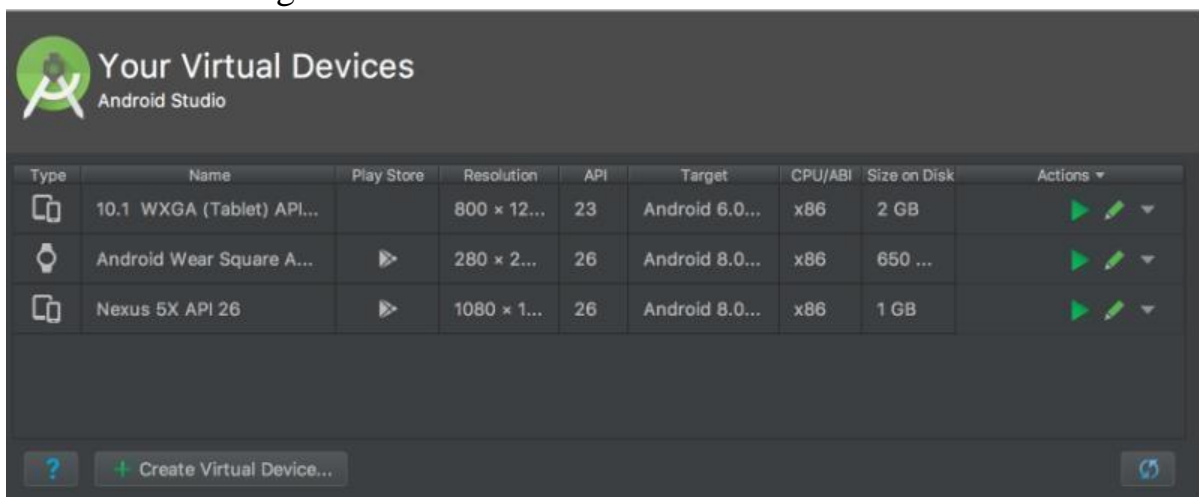 Your Virtual Devices
Android Studio
Type Name Play Store Resolution API Target CPU/ABI Size on Disk Actions
10.1 WXGA (Tablet) API... 800 × 12... 23 Android 6.0... x86 2 GB
Android Wear Square A... 280 × 2... 26 Android 8.0... x86 650 ...
Nexus 5X API 26 1080 × 1... 26 Android 8.0... x86 1 GB
? + Create Virtual Device...